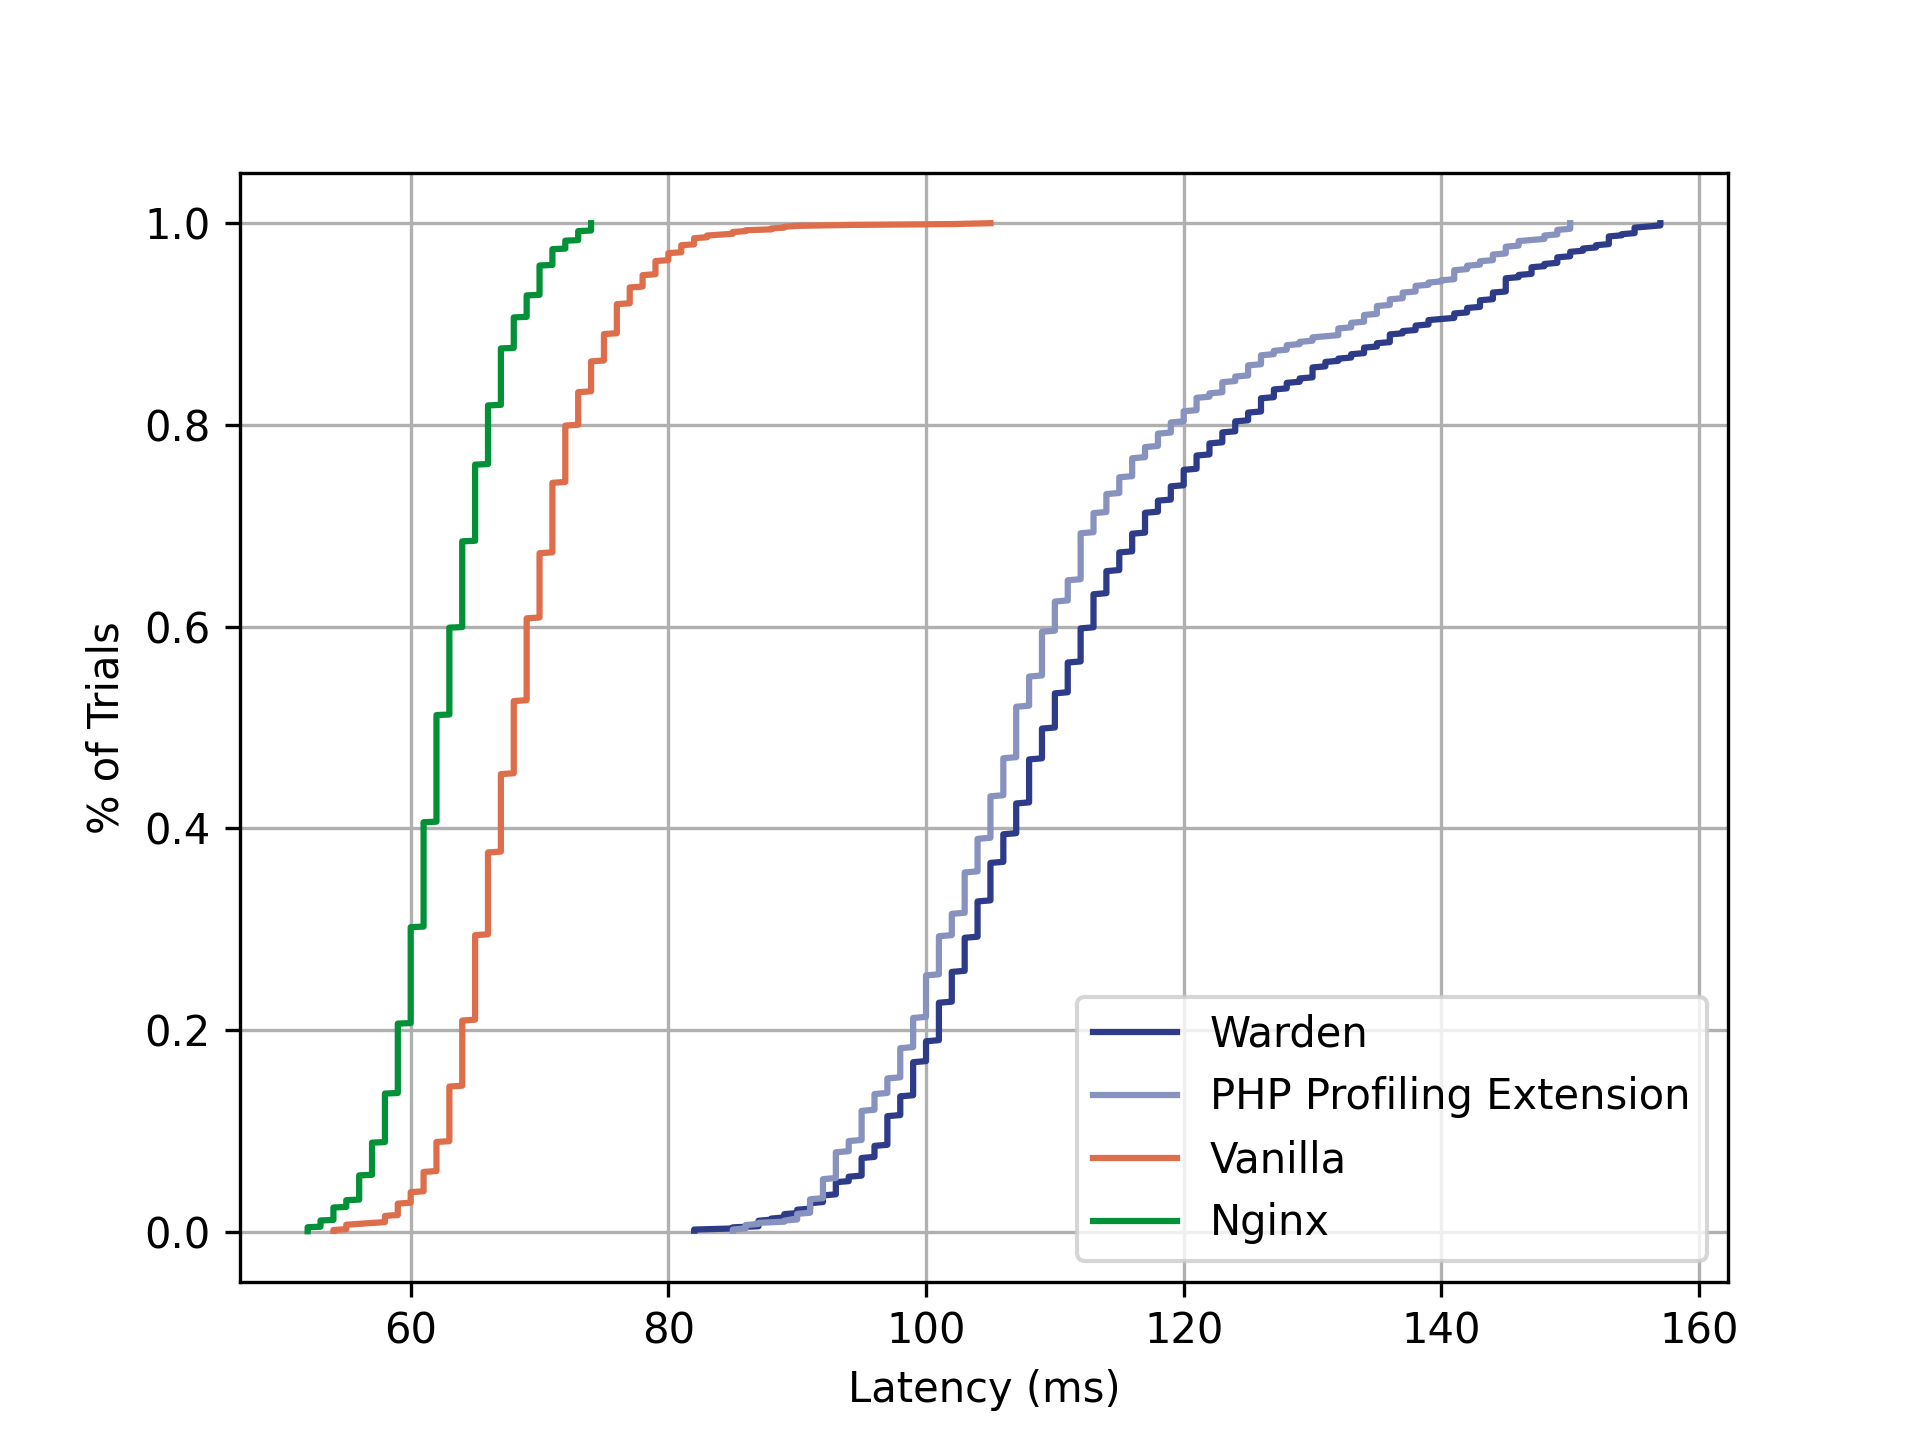 1.0
0.8
0.6
0.4
0.2
0.0
% of Trials
60 80 100 120 140 160
Latency (ms)
Warden
PHP Profiling Extension
Vanilla
Nginx